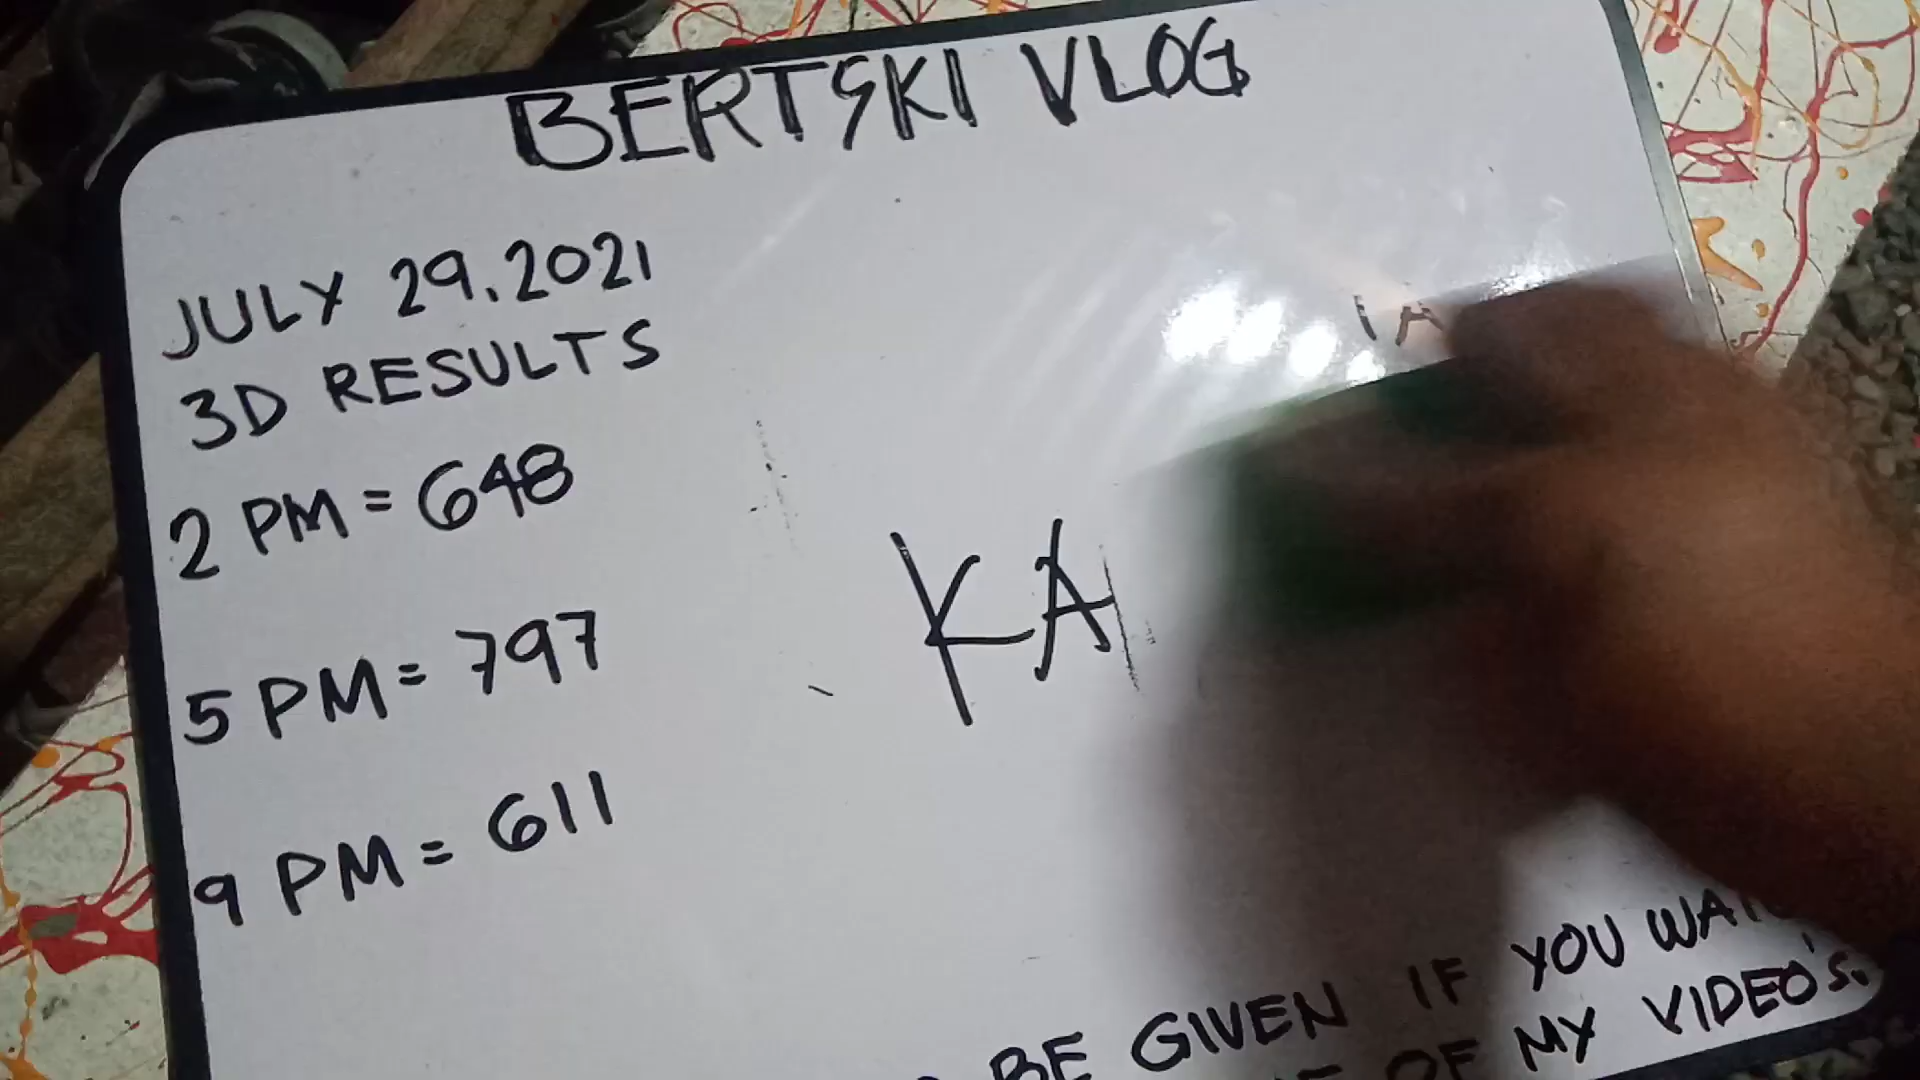 BERTSKI VLOG
JULY 29.2021
3D RESULTS
2 PM = 648
5 PM = 797
9 PM = 611
KA
BE GIVEN IF YOU
OF MY VIDEO'S.